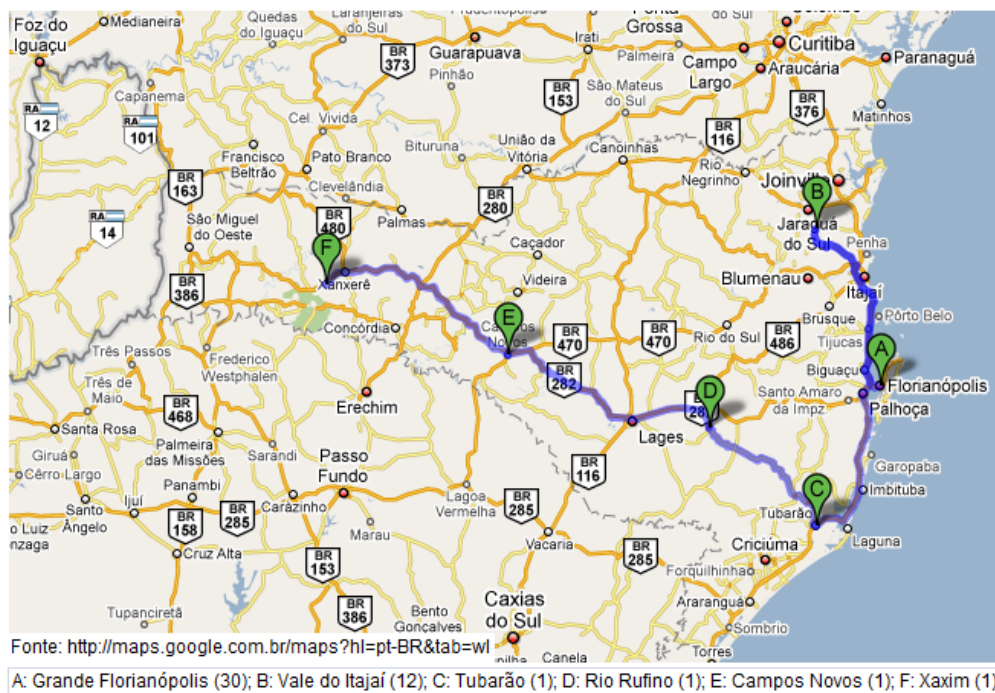 Medianeira
Quedas
do Iguaçu
Laranjeiras
do Sul
Prudentópolis
Ponta
Grossa
Colombo
Foz do
Iguaçu
BR
373
Guarapuava
Irati
Palmeira
Campo
Largo
Curitiba
Araucária
Paranaguá
Capanema
RA
12
RA
101
Pinhão
BR
153
São Mateus
do Sul
BR
376
Matinhos
Cel. Vivida
Bituruna
União da
Vitória
Canoinhas
BR
116
Rio
Negrinho
Joinville
Francisco
Beltrão
Pato Branco
BR
163
Clevelândia
Palmas
BR
280
B
RA
14
São Miguel
do Oeste
BR
480
Jaraguá
do Sul
Penha
F
Xanxerê
Caçador
Videira
Blumenau
Itajaí
BR
386
Concórdia
E
Campos
Novos
BR
470
BR
470
Rio do Sul
BR
486
Brusque
Pôrto Belo
Tijucas
A
Três Passos
Frederico
Westphalen
BR
282
Biguaçu
Florianópolis
Três de
Maio
Erechim
D
BR
282
Santo Amaro
da Impz
Palhoça
BR
468
Santa Rosa
Palmeira
das Missões
Sarandi
Lages
Giruá
Cêrro Largo
Panambi
Passo
Fundo
BR
116
Garopaba
Ijuí
Santo
Ângelo
BR
285
Caràzinho
Lagoa
Vermelha
BR
285
C
Tubarão
Imbituba
o Luiz
nzaga
BR
158
Cruz Alta
Marau
Vacaria
Criciúma
Laguna
BR
153
BR
285
Forquilhinha
Tupanciretã
BR
386
Bento
Gonçalves
Caxias
do Sul
Araranguá
Sombrio
Canela
Torres
Fonte: http://maps.google.com.br/maps?hl=pt-BR&tab=wl
A: Grande Florianópolis (30); B: Vale do Itajaí (12); C: Tubarão (1); D: Rio Rufino (1); E: Campos Novos (1); F: Xaxim (1)